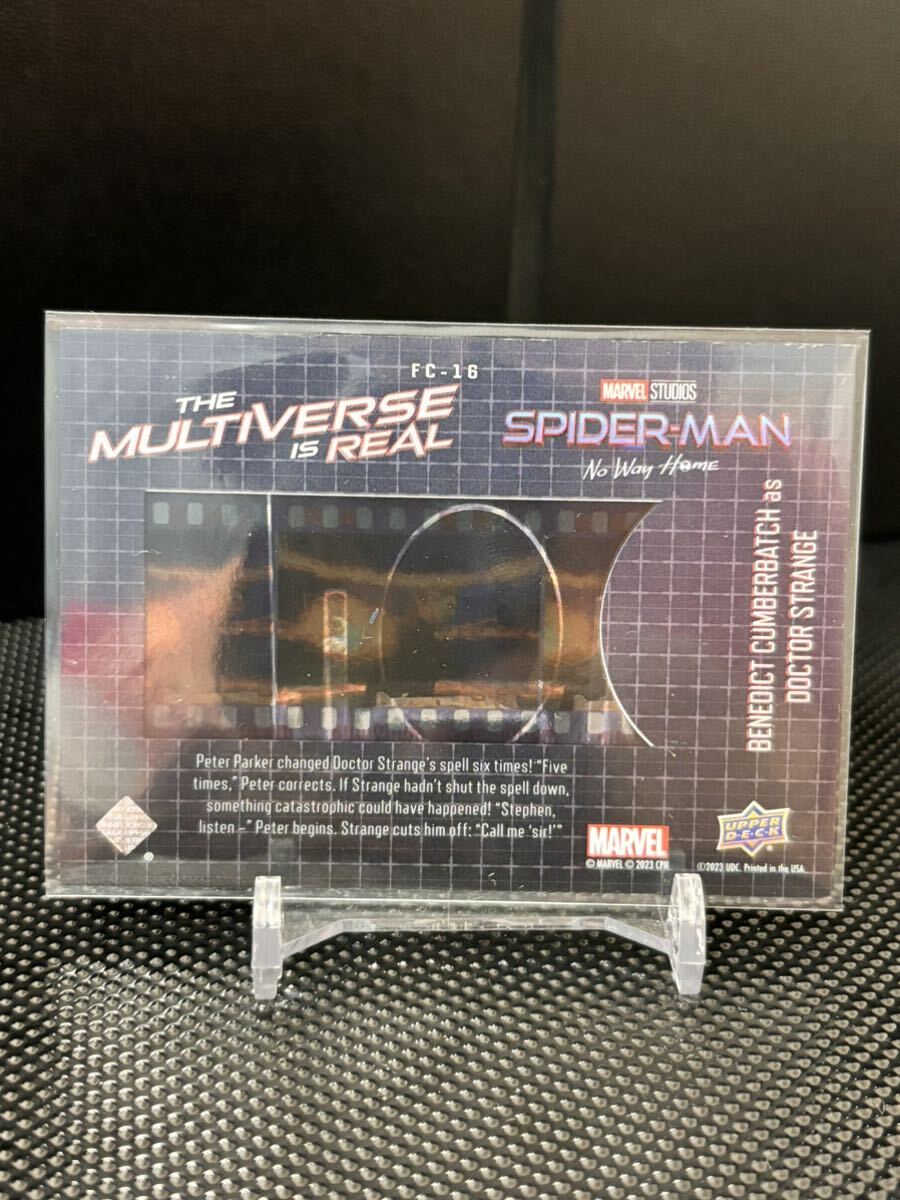 FC-16
THE
MULTIVERSE
IS REAL
MARVEL STUDIOS
SPIDER-MAN
No Way Home
BENEDICT CUMBERBATCH as
DOCTOR STRANGE
Peter Parker changed Doctor Strange's spell six times! "Five
times," Peter corrects. If Strange hadn't shut the spell down,
something catastrophic could have happened! "Stephen,
listen –" Peter begins. Strange cuts him off: "Call me 'sir!'"
MARVEL
© MARVEL © 2023 CPII
UPPER
D·E·C·K
©2023 UDC. Printed in the USA.